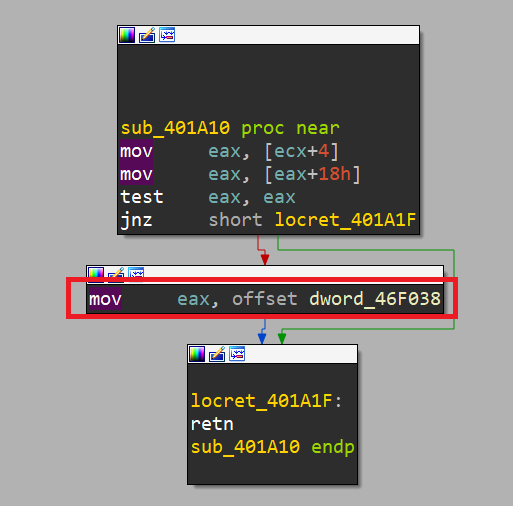 sub_401A10 proc near
mov eax, [ecx+4]
mov eax, [eax+18h]
test eax, eax
jnz short locret_401A1F
mov eax, offset dword_46F038
locret_401A1F:
retn
sub_401A10 endp